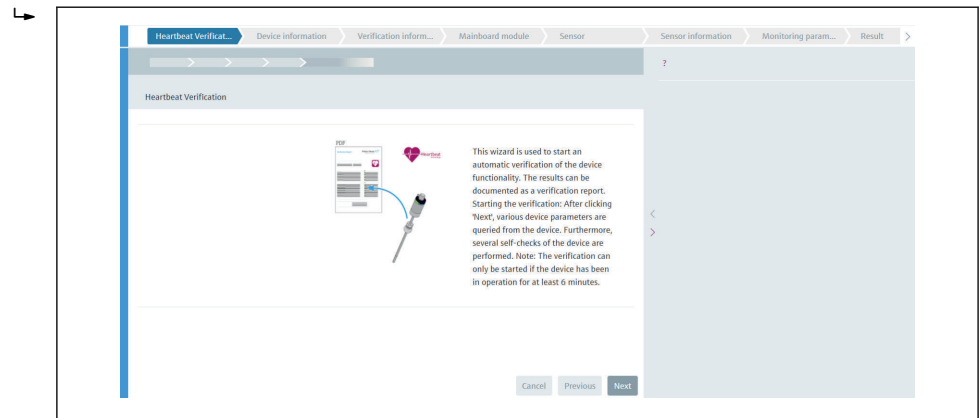 Heartbeat Verificat... Device information Verification inform... Mainboard module Sensor Sensor information Monitoring param... Result
?
Heartbeat Verification
PDF
Heartbeat
This wizard is used to start an
automatic verification of the device
functionality. The results can be
documented as a verification report.
Starting the verification: After clicking
'Next', various device parameters are
queried from the device. Furthermore,
several self-checks of the device are
performed. Note: The verification can
only be started if the device has been
in operation for at least 6 minutes.
Cancel Previous Next